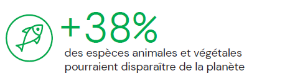 +38%
des espèces animales et végétales
pourraient disparaître de la planète